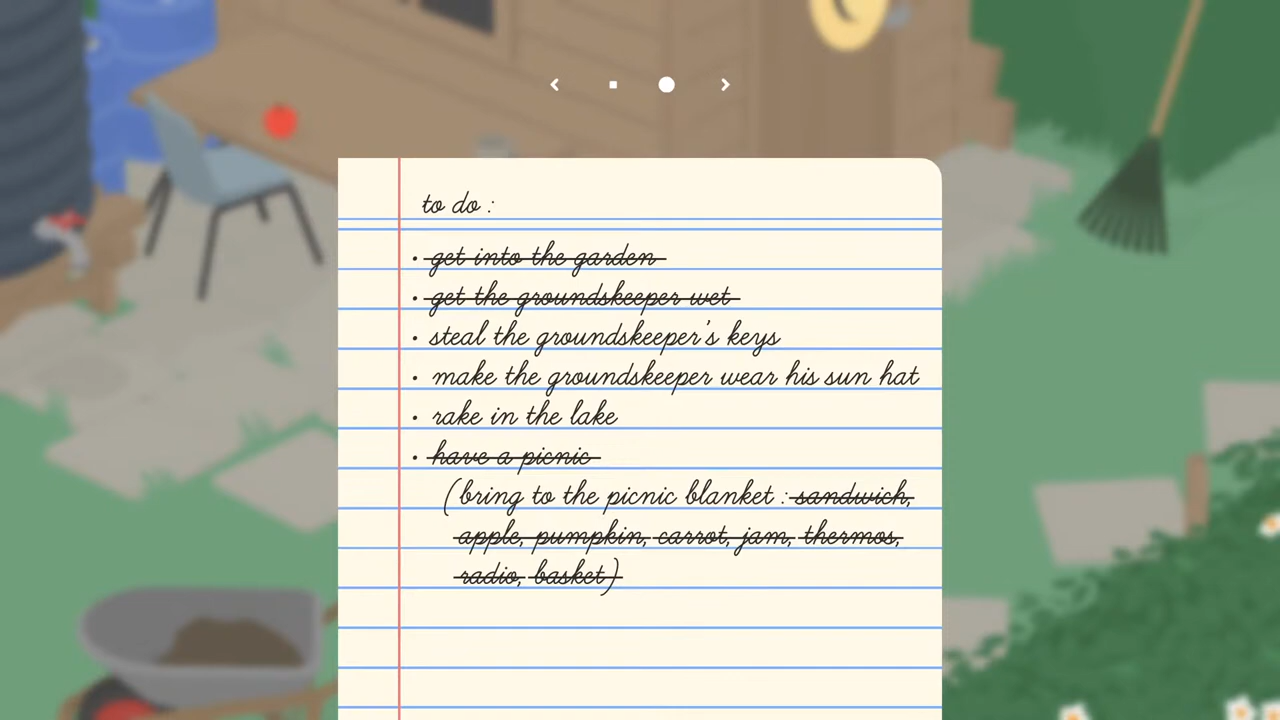 to do :
• get into the garden
• get the groundskeeper wet
• steal the groundskeeper's keys
• make the groundskeeper wear his sun hat
• rake in the lake
• have a picnic
(bring to the picnic blanket : sandwich,
apple, pumpkin, carrot, jam, thermos,
radio, basket)